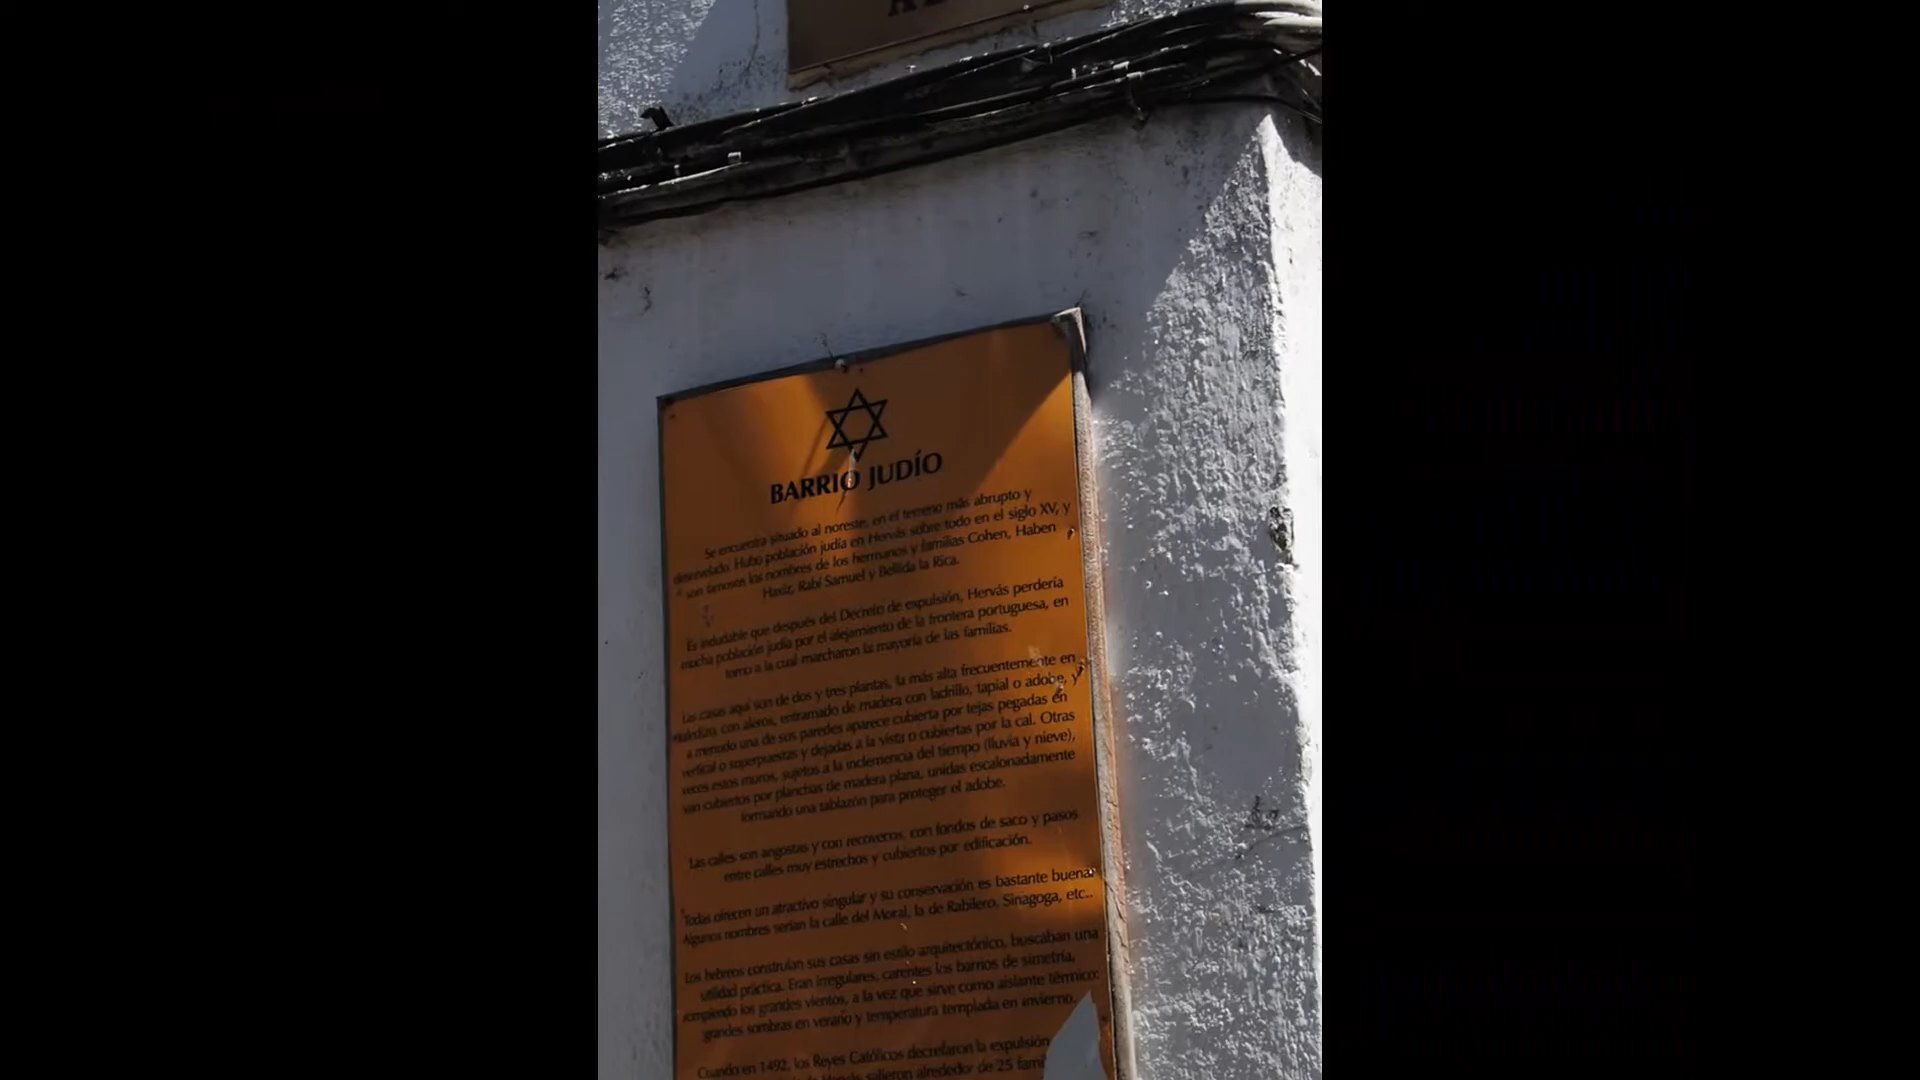 BARRIO JUDÍO
Se encuentra situado al noreste, en el terreno más abrupto y
desnivelado. Hubo población judía en Hervás sobre todo en el siglo XV, y
son famosos los nombres de los hermanos y familias Cohen, Haben
Haxiz, Rabí Samuel y Bellida la Rica.
Es indudable que después del Decreto de expulsión, Hervás perdería
mucha población judía por el alejamiento de la frontera portuguesa, en
torno a la cual marcharon la mayoría de las familias.
Las casas aquí son de dos y tres plantas, la más alta frecuentemente en
saledizo, con aleros, entramado de madera con ladrillo, tapial o adobe, y
a menudo una de sus paredes aparece cubierta por tejas pegadas en
vertical o superpuestas y dejadas a la vista o cubiertas por la cal. Otras
veces estos muros, sujetos a la inclemencia del tiempo (lluvia y nieve),
van cubiertos por planchas de madera plana, unidas escalonadamente
formando una tablazón para proteger el adobe.
Las calles son angostas y con recovecos, con fondos de saco y pasos
entre calles muy estrechos y cubiertos por edificación.
Todas ofrecen un atractivo singular y su conservación es bastante buena.
Algunos nombres serían la calle del Moral, la de Rabilero, Sinagoga, etc..
Los hebreos construían sus casas sin estilo arquitectónico, buscaban una
utilidad práctica. Eran irregulares, carentes los barrios de simetría,
rompiendo los grandes vientos, a la vez que sirve como aislante térmico:
grandes sombras en verano y temperatura templada en invierno.
Cuando en 1492, los Reyes Católicos decretaron la expulsión
Hervás salieron alrededor de 25 famil